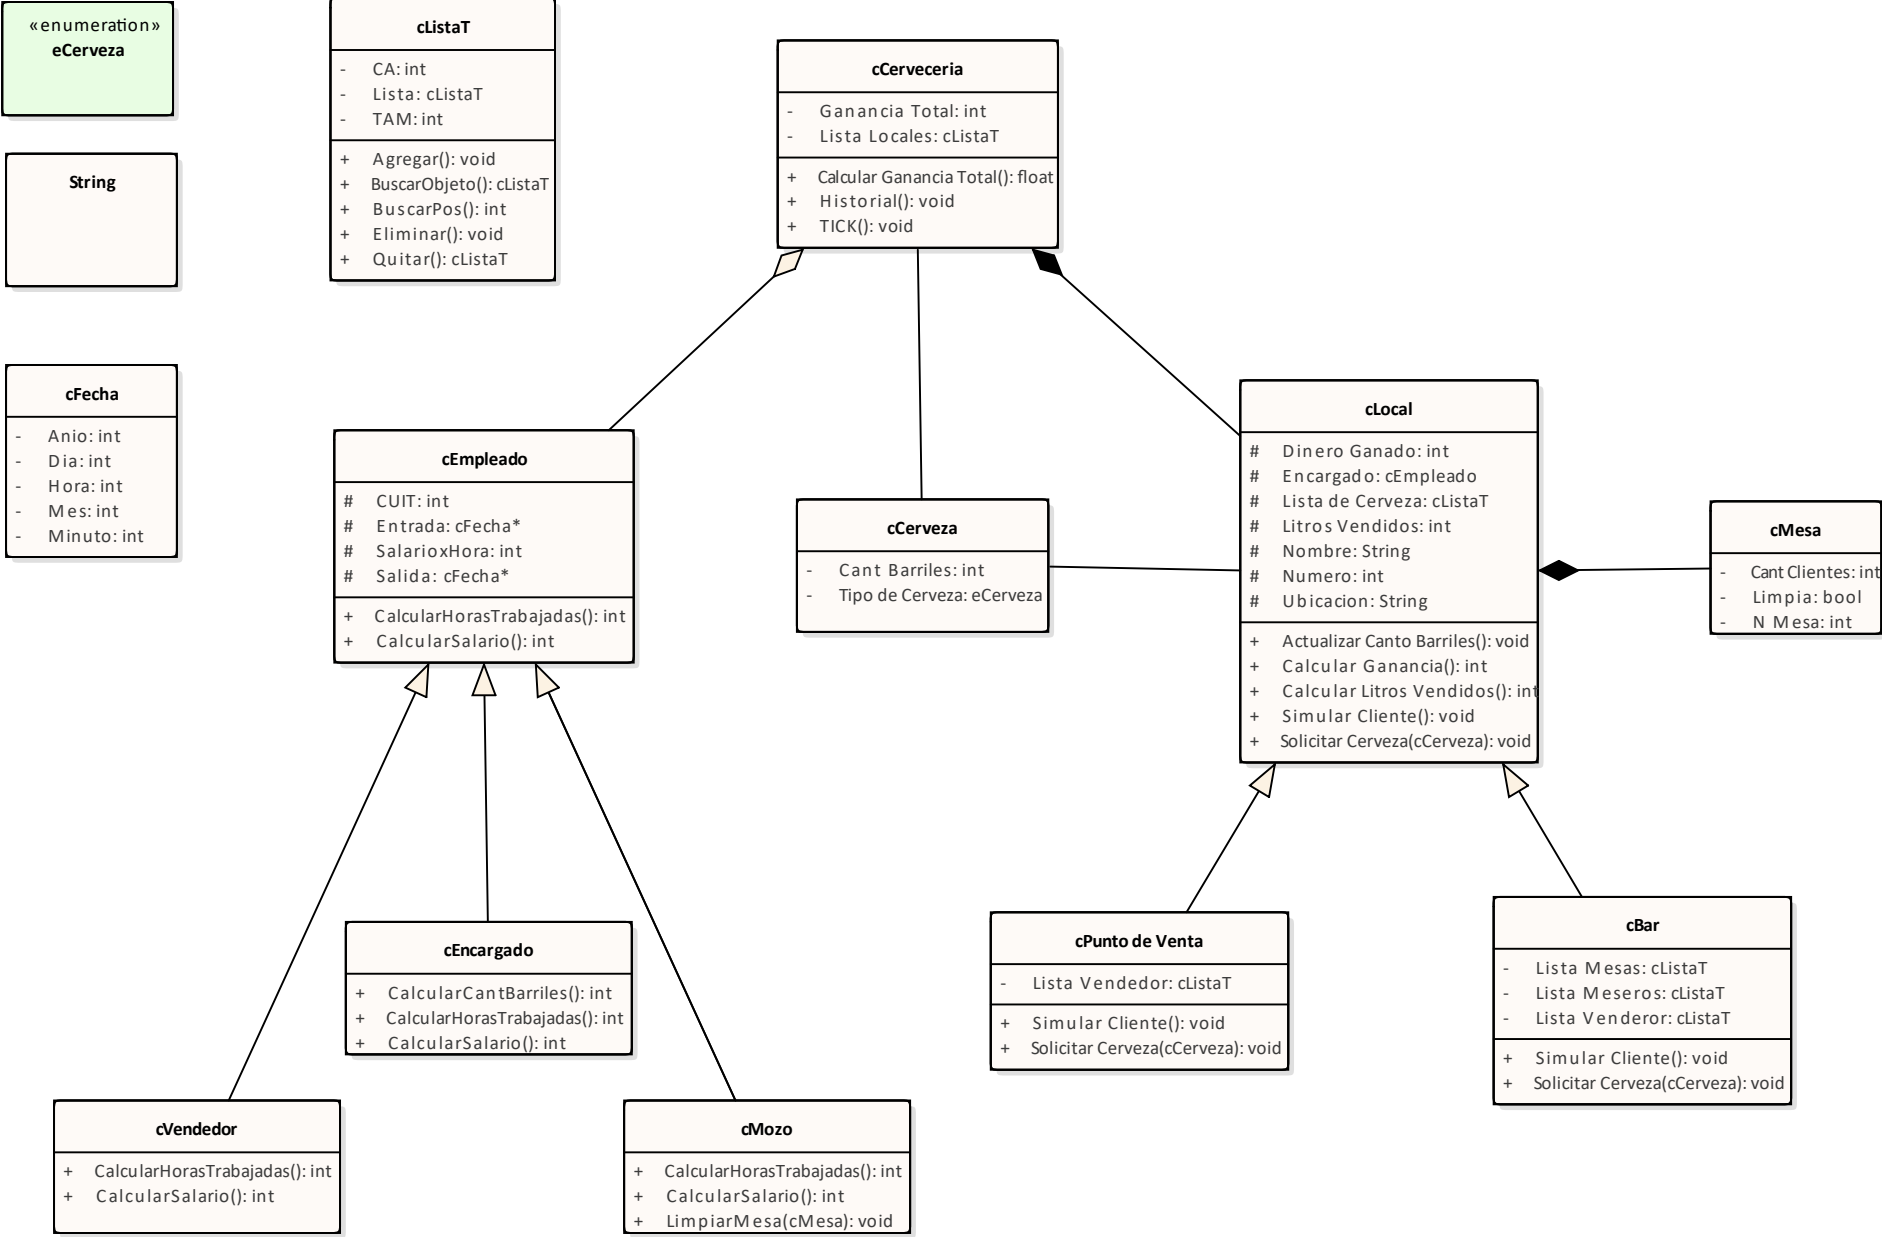 «enumeration»
eCerveza
String
cFecha
- Anio: int
- Dia: int
- Hora: int
- Mes: int
- Minuto: int
cListaT
- CA: int
- Lista: cListaT
- TAM: int
+ Agregar(): void
+ BuscarObjeto(): cListaT
+ BuscarPos(): int
+ Eliminar(): void
+ Quitar(): cListaT
cCerveceria
- Ganancia Total: int
- Lista Locales: cListaT
+ Calcular Ganancia Total(): float
+ Historial(): void
+ TICK(): void
cEmpleado
# CUIT: int
# Entrada: cFecha*
# SalarioxHora: int
# Salida: cFecha*
+ CalcularHorasTrabajadas(): int
+ CalcularSalario(): int
cCerveza
- Cant Barriles: int
- Tipo de Cerveza: eCerveza
cLocal
# Dinero Ganado: int
# Encargado: cEmpleado
# Lista de Cerveza: cListaT
# Litros Vendidos: int
# Nombre: String
# Numero: int
# Ubicacion: String
+ Actualizar Canto Barriles(): void
+ Calcular Ganancia(): int
+ Calcular Litros Vendidos(): int
+ Simular Cliente(): void
+ Solicitar Cerveza(cCerveza): void
cMesa
- Cant Clientes: int
- Limpia: bool
- N Mesa: int
cEncargado
+ CalcularCantBarriles(): int
+ CalcularHorasTrabajadas(): int
+ CalcularSalario(): int
cPunto de Venta
- Lista Vendedor: cListaT
+ Simular Cliente(): void
+ Solicitar Cerveza(cCerveza): void
cBar
- Lista Mesas: cListaT
- Lista Meseros: cListaT
- Lista Venderor: cListaT
+ Simular Cliente(): void
+ Solicitar Cerveza(cCerveza): void
cVendedor
+ CalcularHorasTrabajadas(): int
+ CalcularSalario(): int
cMozo
+ CalcularHorasTrabajadas(): int
+ CalcularSalario(): int
+ LimpiarMesa(cMesa): void